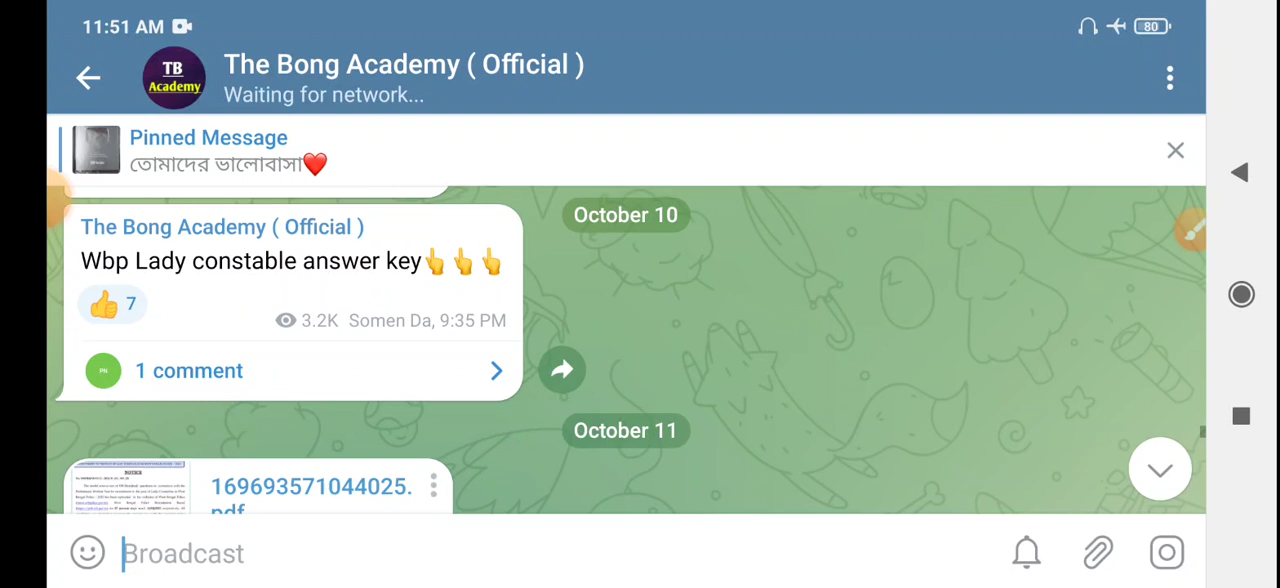 11:51 AM
80
TB
Academy
The Bong Academy ( Official )
Waiting for network...
Pinned Message
তোমাদের ভালোবাসা❤️
October 10
The Bong Academy ( Official )
Wbp Lady constable answer key👆👆👆
👍 7
3.2K Somen Da, 9:35 PM
PN
1 comment
October 11
NOTICE
169693571044025.
pdf
Broadcast